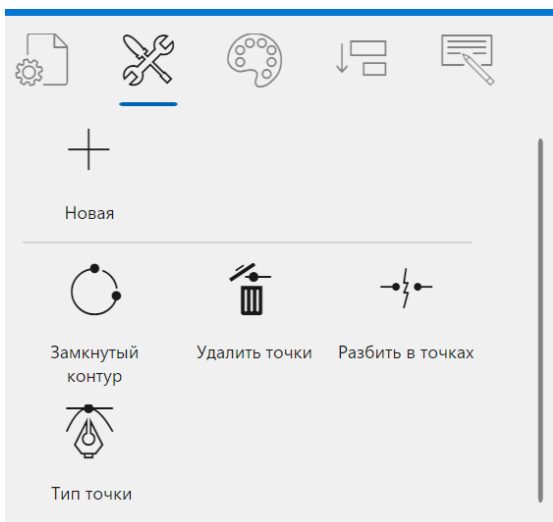 Новая
Замкнутый Удалить точки Разбить в точках
контур
Тип точки